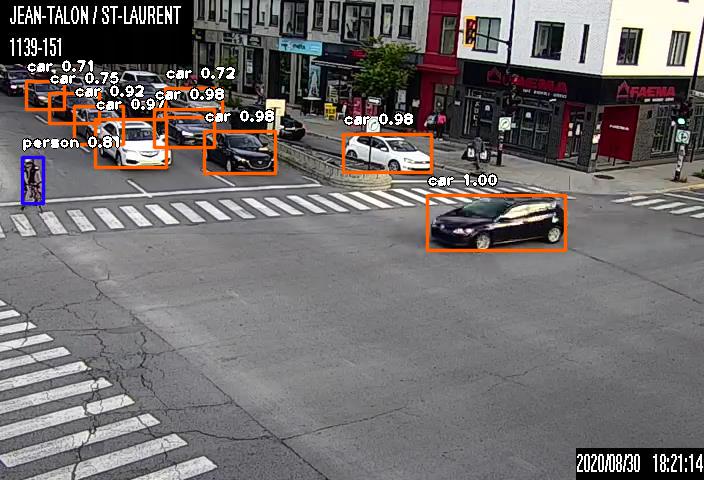 JEAN-TALON / ST-LAURENT
1139-151
car 0.71
car 0.75
car 0.72
car 0.92
car 0.98
car 0.97
car 0.98
car 0.98
person 0.81
car 1.00
FAEMA
FAEMA
2020/08/30 18:21:14